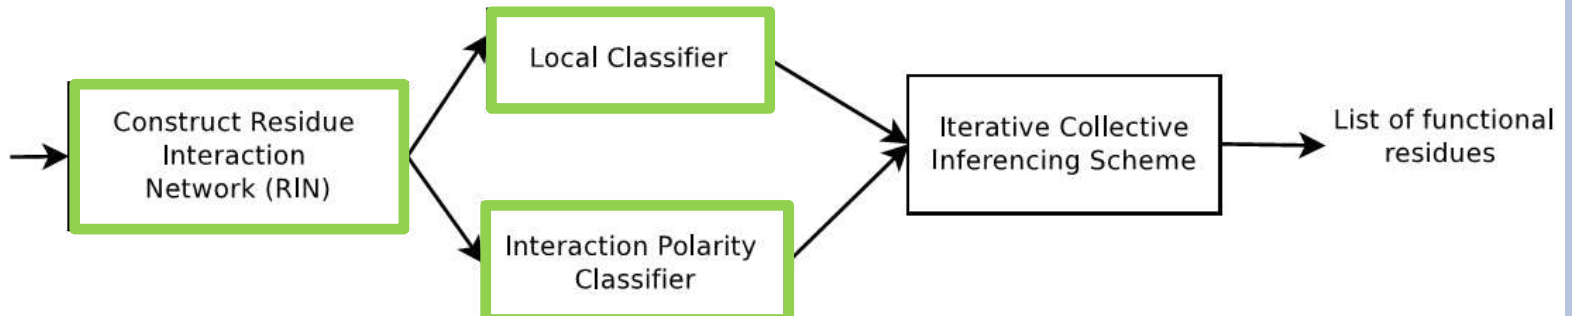 Construct Residue
Interaction
Network (RIN)
Local Classifier
Interaction Polarity
Classifier
Iterative Collective
Inferencing Scheme
List of functional
residues